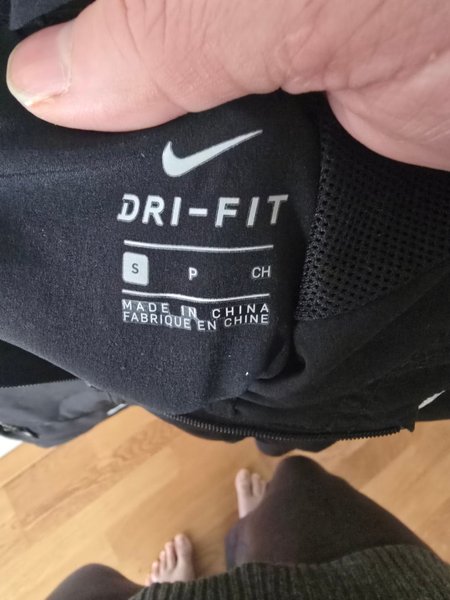 DRI-FIT
S P CH
MADE IN CHINA
FABRIQUE EN CHINE